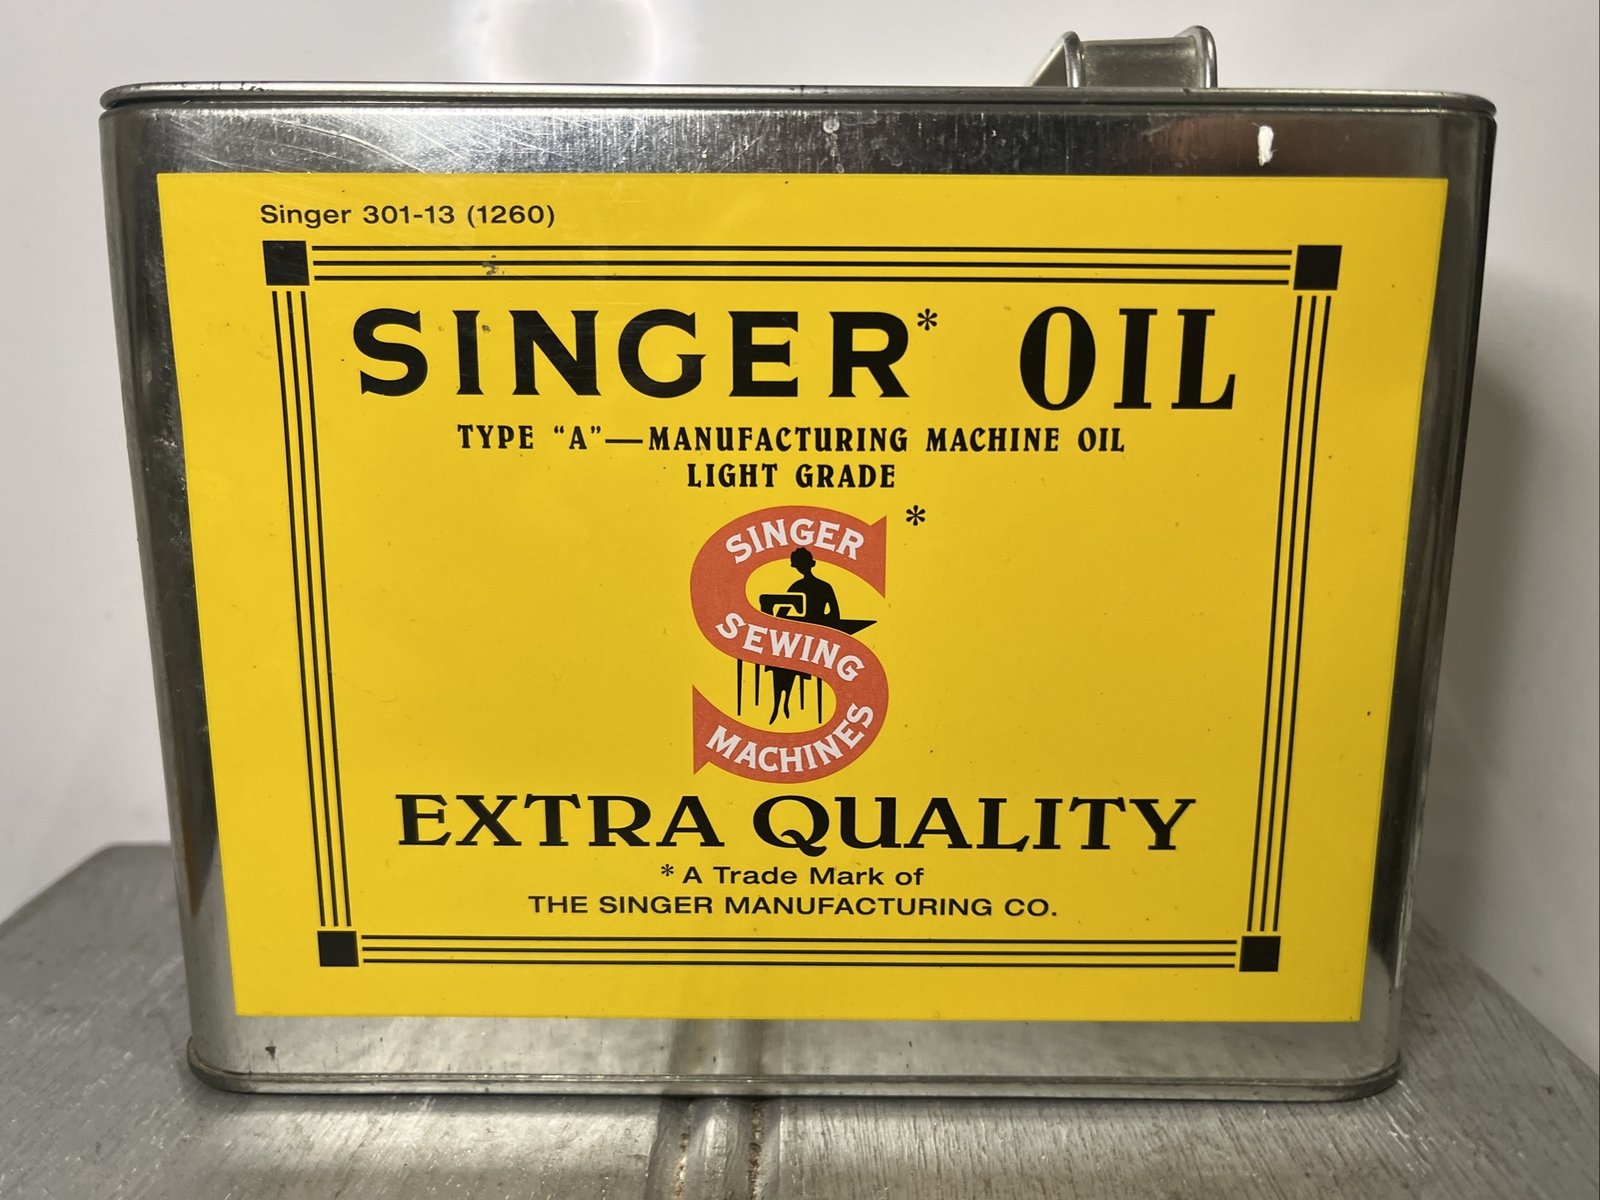 Singer 301-13 (1260)
SINGER* OIL
TYPE “A”—MANUFACTURING MACHINE OIL
LIGHT GRADE
*
SINGER
SEWING
MACHINES
EXTRA QUALITY
* A Trade Mark of
THE SINGER MANUFACTURING CO.